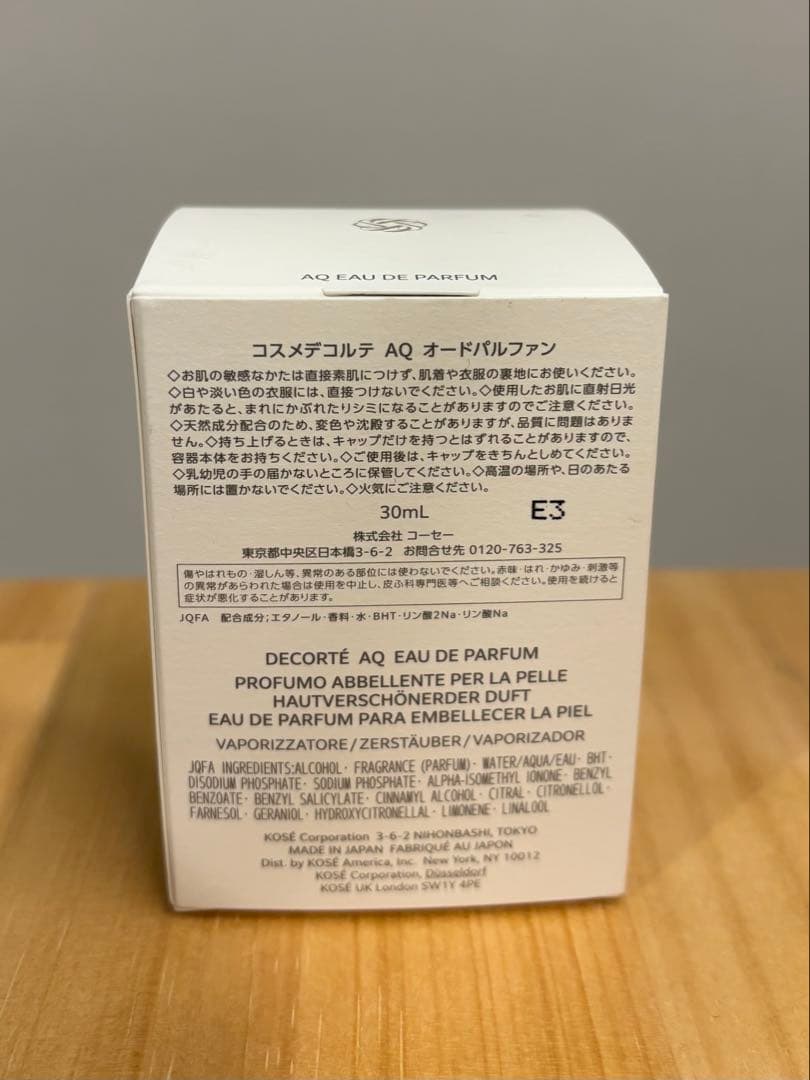 AQ EAU DE PARFUM
コスメデコルテ AQ オードパルファン
◇お肌の敏感なかたは直接素肌につけず、肌着や衣服の裏地にお使いください。
◇白や淡い色の衣服には、直接つけないでください。◇使用したお肌に直射日光
があたると、まれにかぶれたりシミになることがありますのでご注意ください。
◇天然成分配合のため、変色や沈殿することがありますが、品質に問題はありま
せん。◇持ち上げるときは、キャップだけを持つとはずれることがありますので、
容器本体をお持ちください。◇ご使用後は、キャップをきちんとしめてください。
◇乳幼児の手の届かないところに保管してください。◇高温の場所や、日のあたる
場所には置かないでください。◇火気にご注意ください。
30mL E3
株式会社 コーセー
東京都中央区日本橋3-6-2 お問合せ先 0120-763-325
傷やはれもの・湿しん等、異常のある部位には使わないでください。赤味・はれ・かゆみ・刺激等
の異常があらわれた場合は使用を中止し、皮ふ科専門医等へご相談ください。使用を続けると
症状が悪化することがあります。
JQFA 配合成分；エタノール・香料・水・BHT・リン酸2Na・リン酸Na
DECORTÉ AQ EAU DE PARFUM
PROFUMO ABBELLENTE PER LA PELLE
HAUTVERSCHÖNERDER DUFT
EAU DE PARFUM PARA EMBELLECER LA PIEL
VAPORIZZATORE/ZERSTÄUBER/VAPORIZADOR
JQFA INGREDIENTS:ALCOHOL· FRAGRANCE (PARFUM)· WATER/AQUA/EAU· BHT·
DISODIUM PHOSPHATE· SODIUM PHOSPHATE· ALPHA-ISOMETHYL IONONE· BENZYL
BENZOATE· BENZYL SALICYLATE· CINNAMYL ALCOHOL· CITRAL· CITRONELLOL·
FARNESOL· GERANIOL· HYDROXYCITRONELLAL· LIMONENE· LINALOOL
KOSÉ Corporation 3-6-2 NIHONBASHI, TOKYO
MADE IN JAPAN FABRIQUÉ AU JAPON
Dist. by KOSÉ America, Inc. New York, NY 10012
KOSÉ Corporation, Düsseldorf
KOSÉ UK London SW1Y 4PE